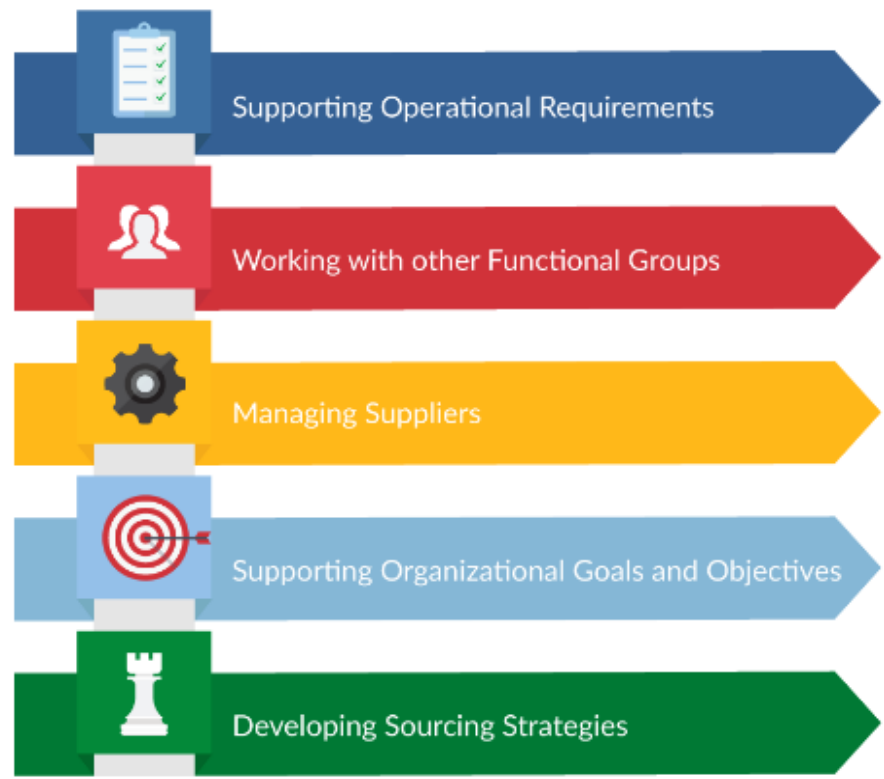 Supporting Operational Requirements
Working with other Functional Groups
Managing Suppliers
Supporting Organizational Goals and Objectives
Developing Sourcing Strategies